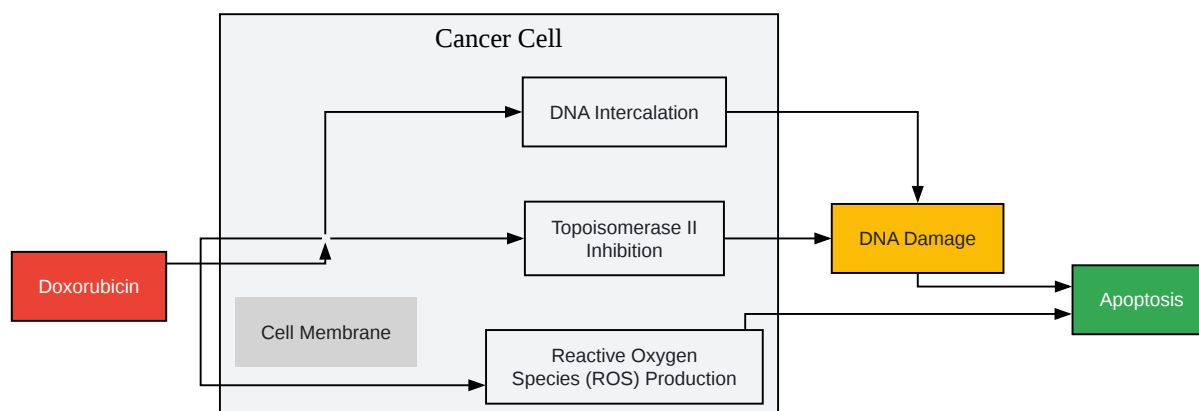 Cancer Cell
DNA Intercalation
Topoisomerase II
Inhibition
DNA Damage
Doxorubicin
Apoptosis
Cell Membrane
Reactive Oxygen
Species (ROS) Production